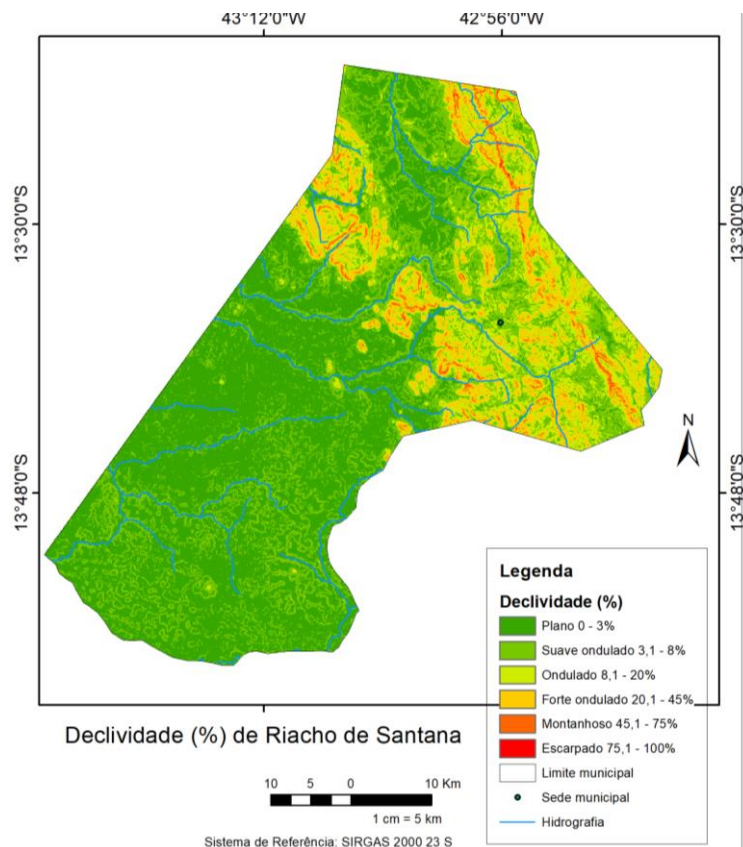 43°12'0"W 42°56'0"W
13°30'0"S 13°30'0"S
N
13°48'0"S 13°48'0"S
Legenda
Declividade (%)
Plano 0 - 3%
Suave ondulado 3,1 - 8%
Ondulado 8,1 - 20%
Forte ondulado 20,1 - 45%
Montanhoso 45,1 - 75%
Escarpado 75,1 - 100%
Limite municipal
Sede municipal
Hidrografia
Declividade (%) de Riacho de Santana
10 5 0 10 Km
1 cm = 5 km
Sistema de Referência: SIRGAS 2000 23 S